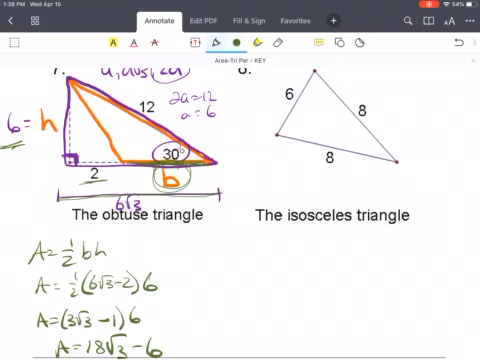 1:38 PM Wed Apr 15
54%
Annotate
Edit PDF
Fill & Sign
Favorites
Area-Tri Par - KEY
7.
a, a√3, 2a
2a=12
a=6
6 = h
12
30°
2
b
6√3
The obtuse triangle
A = 1/2 bh
A = 1/2 (6√3 - 2) 6
A = (3√3 - 1) 6
A = 18√3 - 6
8.
6
8
8
The isosceles triangle